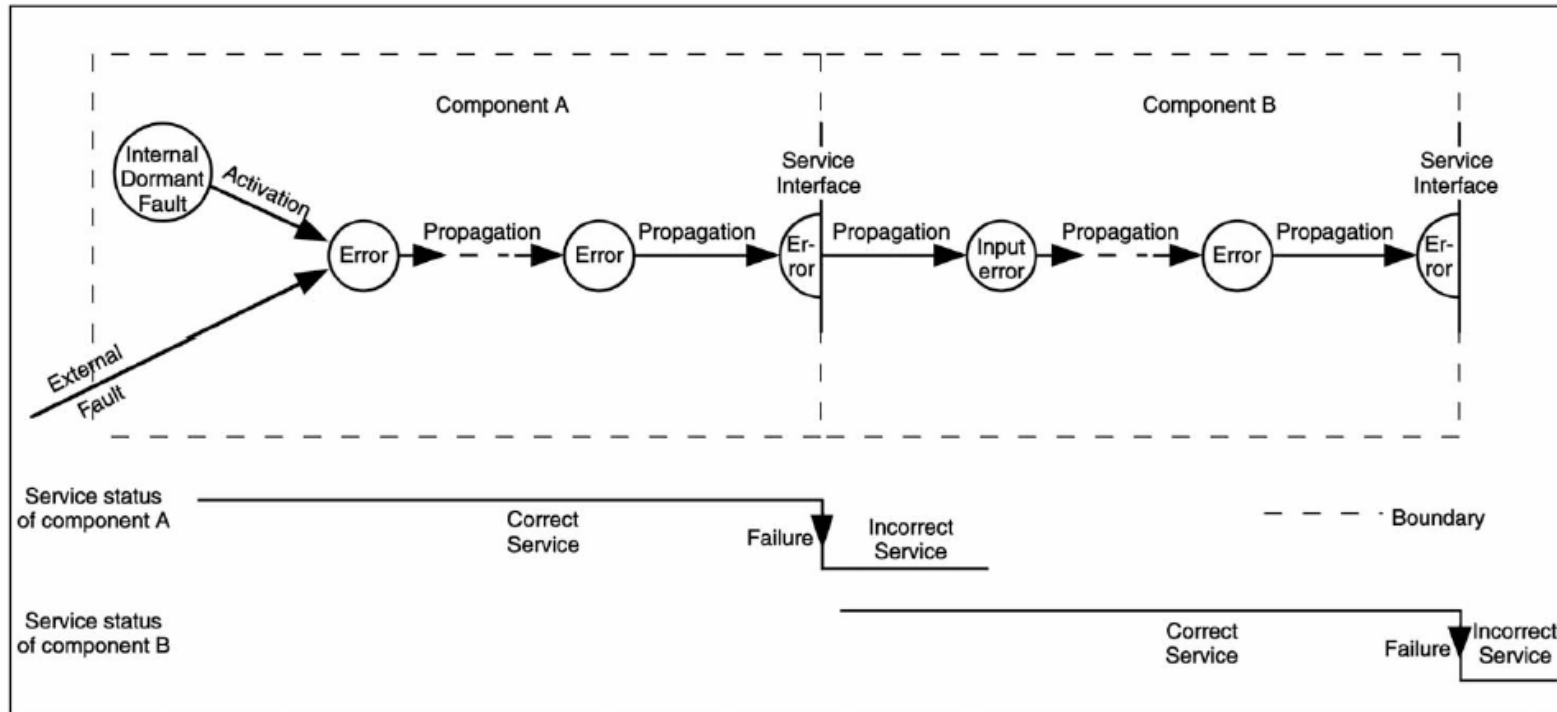 Component A
Component B
Internal
Dormant
Fault
Activation
Service
Interface
Service
Interface
Error
Propagation
Error
Propagation
Er-
ror
Propagation
Input
error
Propagation
Error
Propagation
Er-
ror
External
Fault
Service status
of component A
Correct
Service
Failure
Incorrect
Service
Boundary
Service status
of component B
Correct
Service
Failure
Incorrect
Service